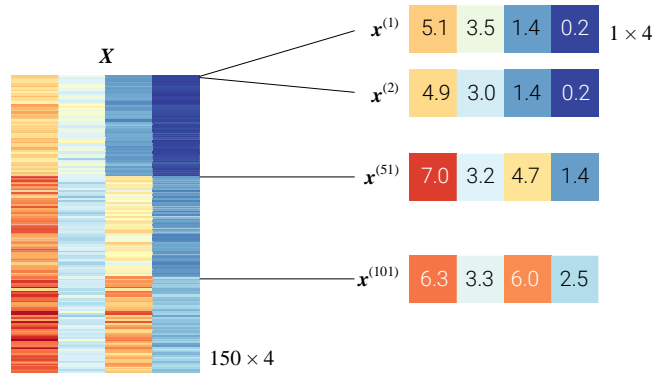 x^(1) 5.1 3.5 1.4 0.2 1 × 4
X
x^(2) 4.9 3.0 1.4 0.2
x^(51) 7.0 3.2 4.7 1.4
x^(101) 6.3 3.3 6.0 2.5
150 × 4